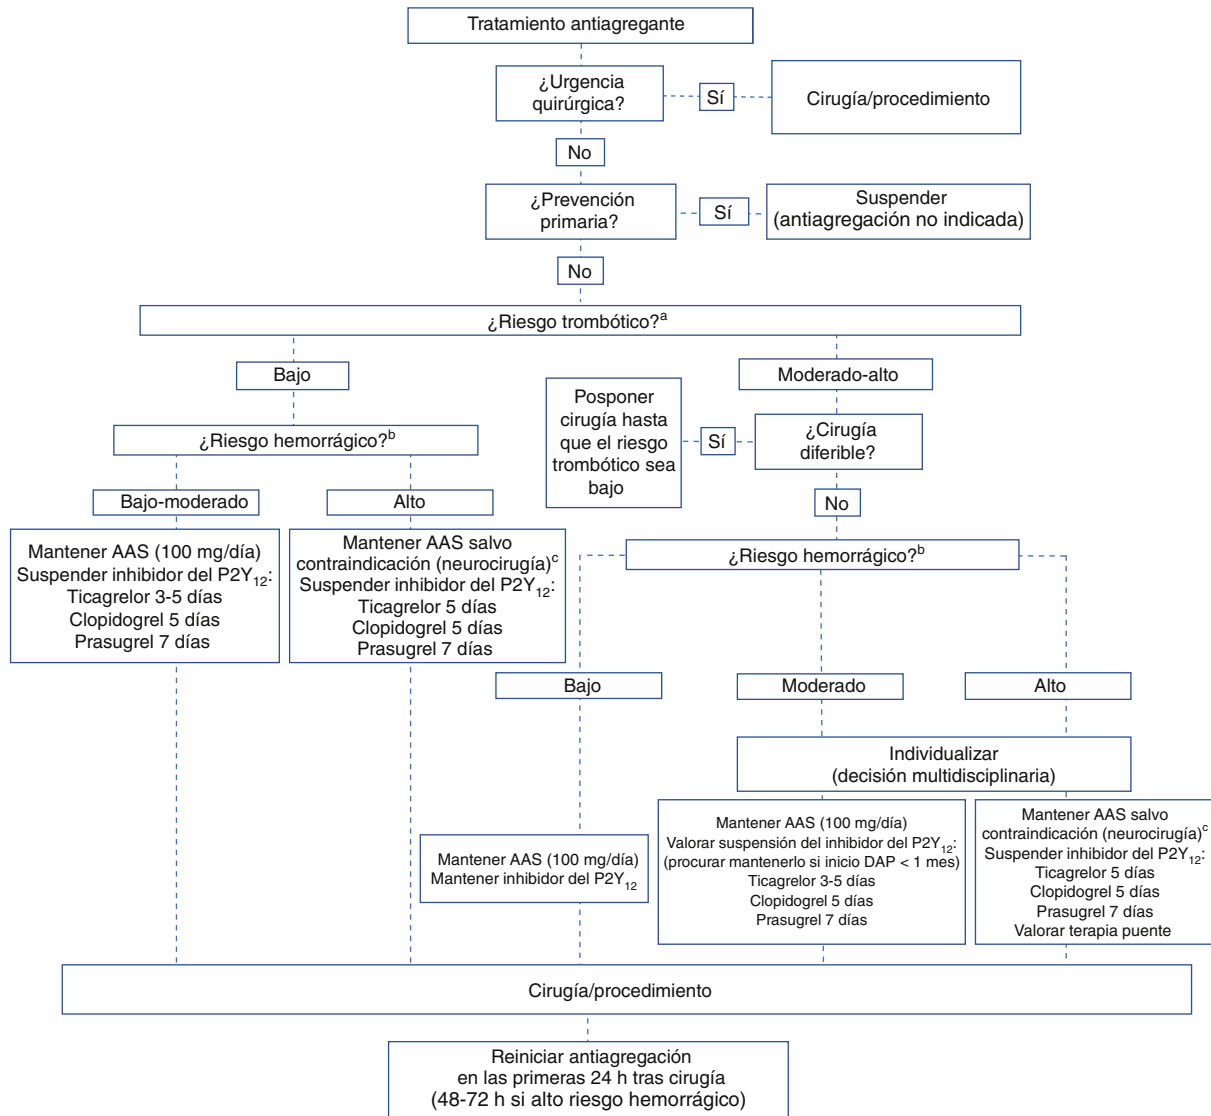 Tratamiento antiagregante
¿Urgencia
quirúrgica?
Sí
Cirugía/procedimiento
No
¿Prevención
primaria?
Sí
Suspender
(antiagregación no indicada)
No
¿Riesgo trombótico?a
Bajo
Moderado-alto
Posponer
cirugía hasta
que el riesgo
trombótico sea
bajo
Sí
¿Cirugía
diferible?
¿Riesgo hemorrágico?b
Bajo-moderado
Alto
No
Mantener AAS (100 mg/día)
Suspender inhibidor del P2Y12:
Ticagrelor 3-5 días
Clopidogrel 5 días
Prasugrel 7 días
Mantener AAS salvo
contraindicación (neurocirugía)c
Suspender inhibidor del P2Y12:
Ticagrelor 5 días
Clopidogrel 5 días
Prasugrel 7 días
¿Riesgo hemorrágico?b
Bajo
Moderado
Alto
Individualizar
(decisión multidisciplinaria)
Mantener AAS (100 mg/día)
Mantener inhibidor del P2Y12
Mantener AAS (100 mg/día)
Valorar suspensión del inhibidor del P2Y12:
(procurar mantenerlo si inicio DAP < 1 mes)
Ticagrelor 3-5 días
Clopidogrel 5 días
Prasugrel 7 días
Mantener AAS salvo
contraindicación (neurocirugía)c
Suspender inhibidor del P2Y12:
Ticagrelor 5 días
Clopidogrel 5 días
Prasugrel 7 días
Valorar terapia puente
Cirugía/procedimiento
Reiniciar antiagregación
en las primeras 24 h tras cirugía
(48-72 h si alto riesgo hemorrágico)